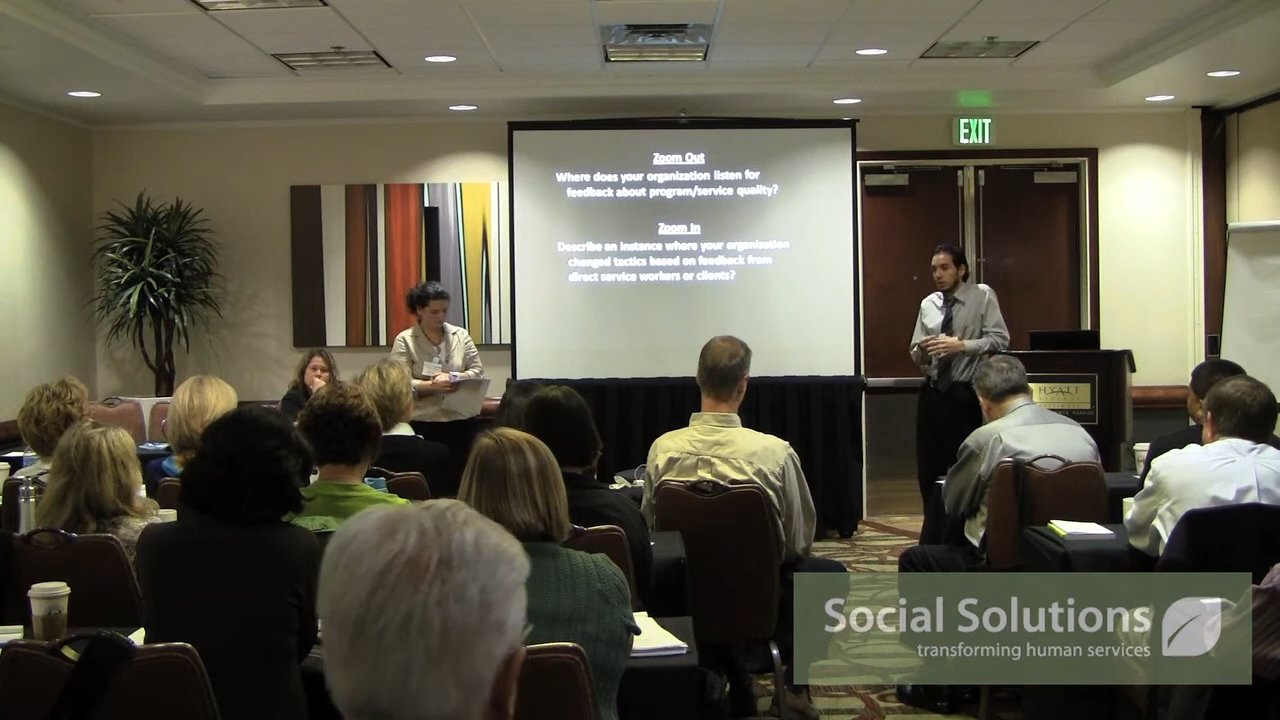 Zoom Out
Where does your organization listen for
feedback about program/service quality?
Zoom In
Describe an instance where your organization
changed tactics based on feedback from
direct service workers or clients?
EXIT
HYATT
Social Solutions
transforming human services